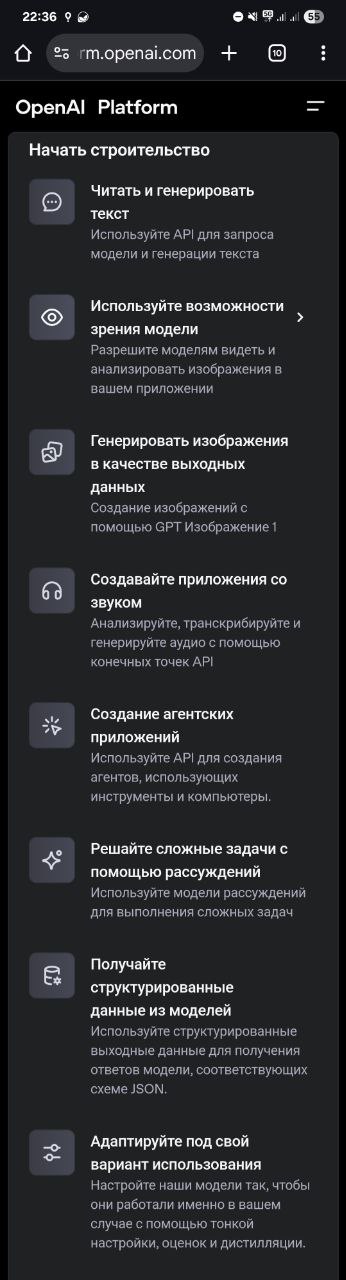 22:36
55
rm.openai.com
10
OpenAI Platform
Начать строительство
Читать и генерировать
текст
Используйте API для запроса
модели и генерации текста
Используйте возможности
зрения модели
Разрешите моделям видеть и
анализировать изображения в
вашем приложении
Генерировать изображения
в качестве выходных
данных
Создание изображений с
помощью GPT Изображение 1
Создавайте приложения со
звуком
Анализируйте, транскрибируйте и
генерируйте аудио с помощью
конечных точек API
Создание агентских
приложений
Используйте API для создания
агентов, использующих
инструменты и компьютеры.
Решайте сложные задачи с
помощью рассуждений
Используйте модели рассуждений
для выполнения сложных задач
Получайте
структурированные
данные из моделей
Используйте структурированные
выходные данные для получения
ответов модели, соответствующих
схеме JSON.
Адаптируйте под свой
вариант использования
Настройте наши модели так, чтобы
они работали именно в вашем
случае с помощью тонкой
настройки, оценок и дистилляции.